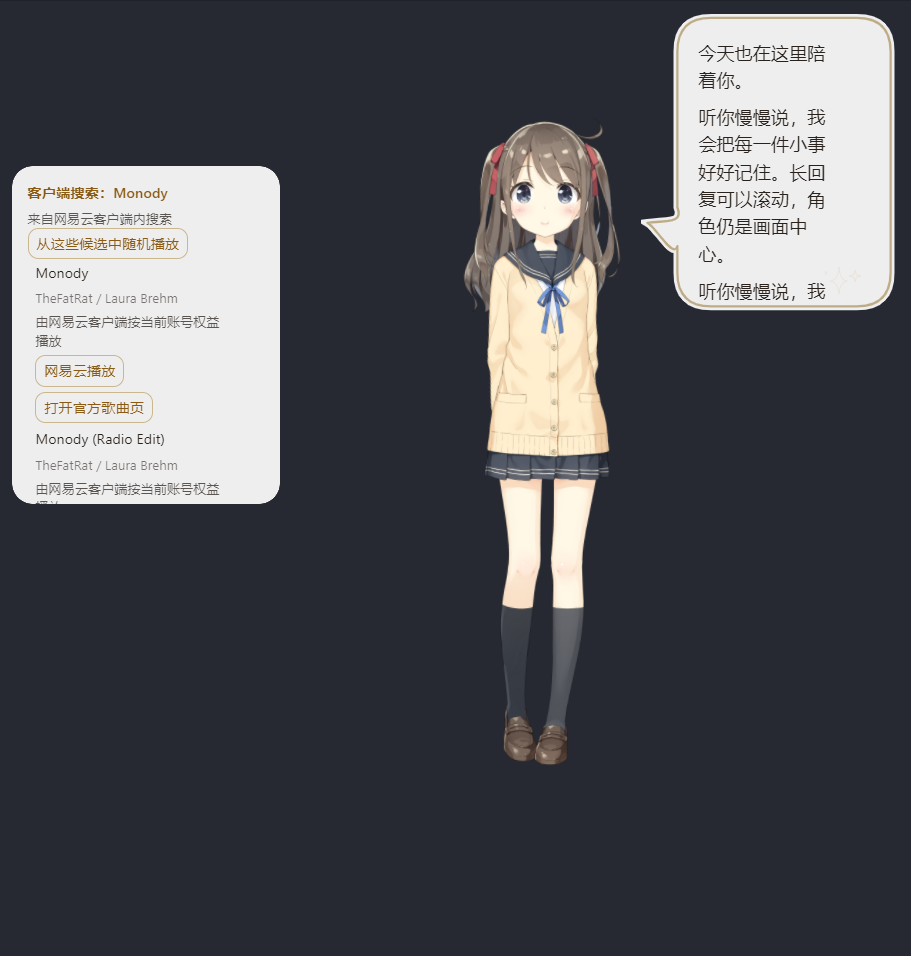 今天也在这里陪
着你。
听你慢慢说，我
会把每一件小事
好好记住。长回
复可以滚动，角
色仍是画面中
心。
听你慢慢说，我
客户端搜索：Monody
来自网易云客户端内搜索
从这些候选中随机播放
Monody
TheFatRat / Laura Brehm
由网易云客户端按当前账号权益
播放
网易云播放
打开官方歌曲页
Monody (Radio Edit)
TheFatRat / Laura Brehm
由网易云客户端按当前账号权益